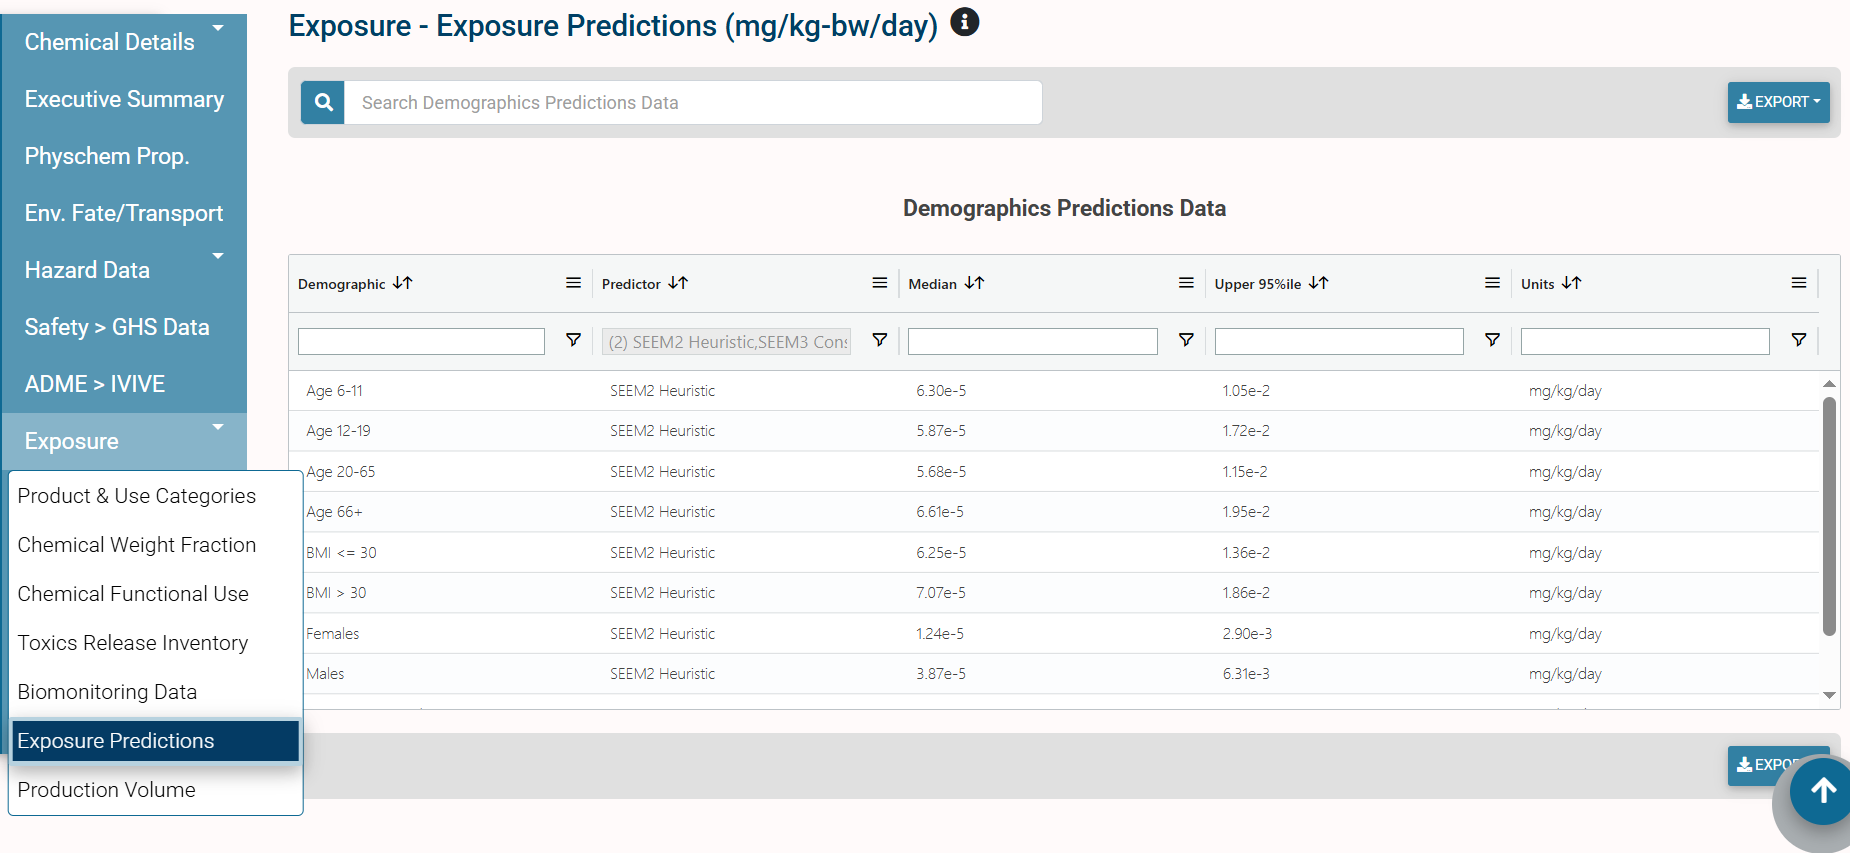 Exposure - Exposure Predictions (mg/kg-bw/day)
Chemical Details
Executive Summary
Physchem Prop.
Env. Fate/Transport
Hazard Data
Safety > GHS Data
ADME > IVIVE
Exposure
Product & Use Categories
Chemical Weight Fraction
Chemical Functional Use
Toxics Release Inventory
Biomonitoring Data
Exposure Predictions
Production Volume
Search Demographics Predictions Data
EXPORT
Demographics Predictions Data
Demographic Predictor Median Upper 95%ile Units
(2) SEEM2 Heuristic,SEEM3 Cons
Age 6-11 SEEM2 Heuristic 6.30e-5 1.05e-2 mg/kg/day
Age 12-19 SEEM2 Heuristic 5.87e-5 1.72e-2 mg/kg/day
Age 20-65 SEEM2 Heuristic 5.68e-5 1.15e-2 mg/kg/day
Age 66+ SEEM2 Heuristic 6.61e-5 1.95e-2 mg/kg/day
BMI <= 30 SEEM2 Heuristic 6.25e-5 1.36e-2 mg/kg/day
BMI > 30 SEEM2 Heuristic 7.07e-5 1.86e-2 mg/kg/day
Females SEEM2 Heuristic 1.24e-5 2.90e-3 mg/kg/day
Males SEEM2 Heuristic 3.87e-5 6.31e-3 mg/kg/day